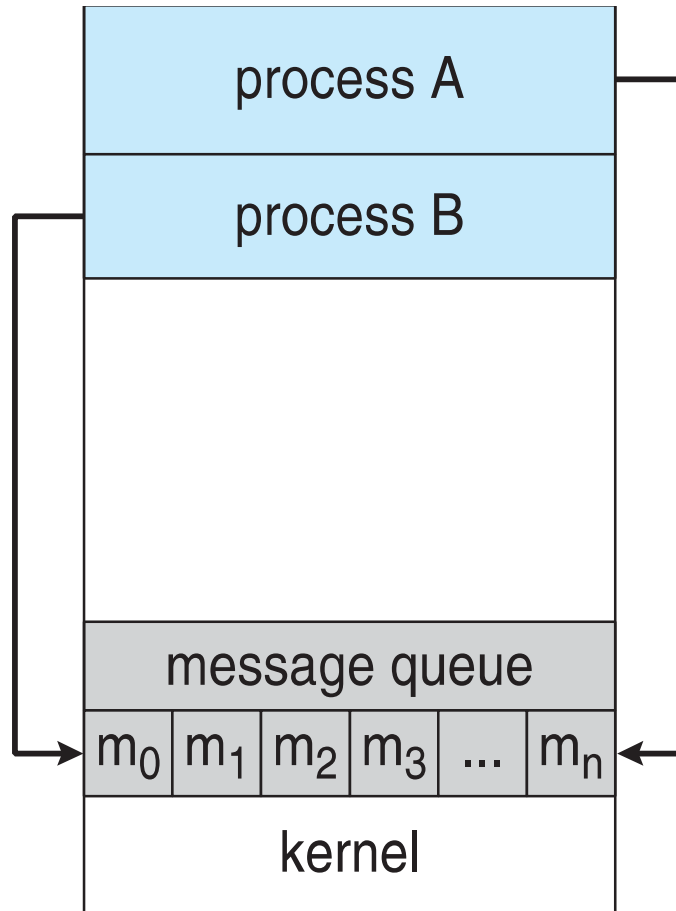 process A
process B
message queue
m0 m1 m2 m3 ... mn
kernel